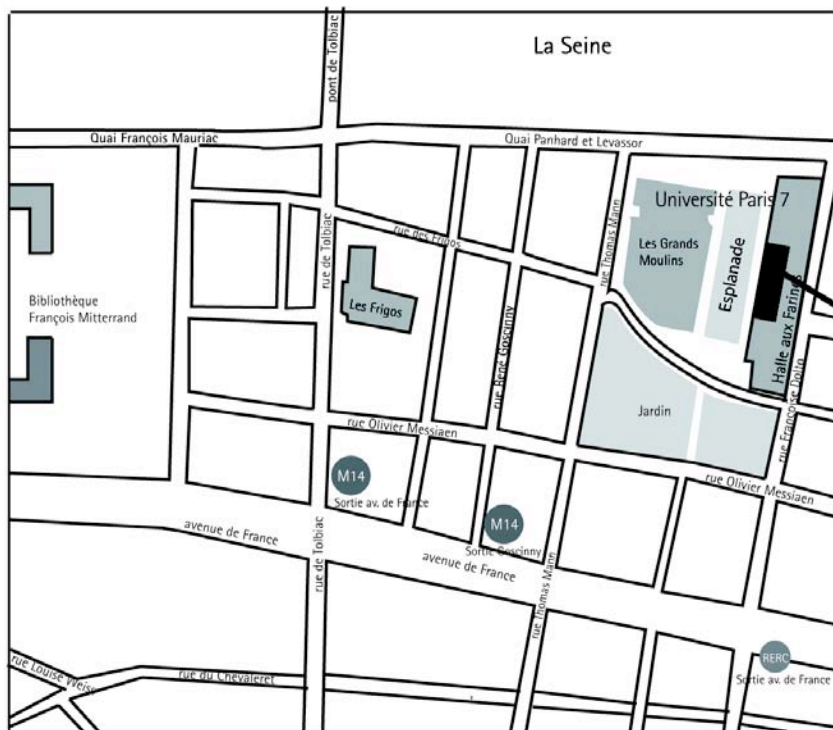 La Seine
pont de Tolbiac
Quai François Mauriac
Quai Panhard et Levassor
Université Paris 7
Les Grands
Moulins
Esplanade
Halle aux Farines
rue Thomas Mann
rue des Frigos
rue de Tolbiac
Les Frigos
Bibliothèque
François Mitterrand
rue René Goscinny
Jardin
rue Françoise Dolto
rue Olivier Messiaen
rue Olivier Messiaen
M14
Sortie av. de France
M14
Sortie Goscinny
avenue de France
avenue de France
rue de Tolbiac
rue Thomas Mann
RERC
Sortie av. de France
rue Louise Weiss
rue du Chevaleret